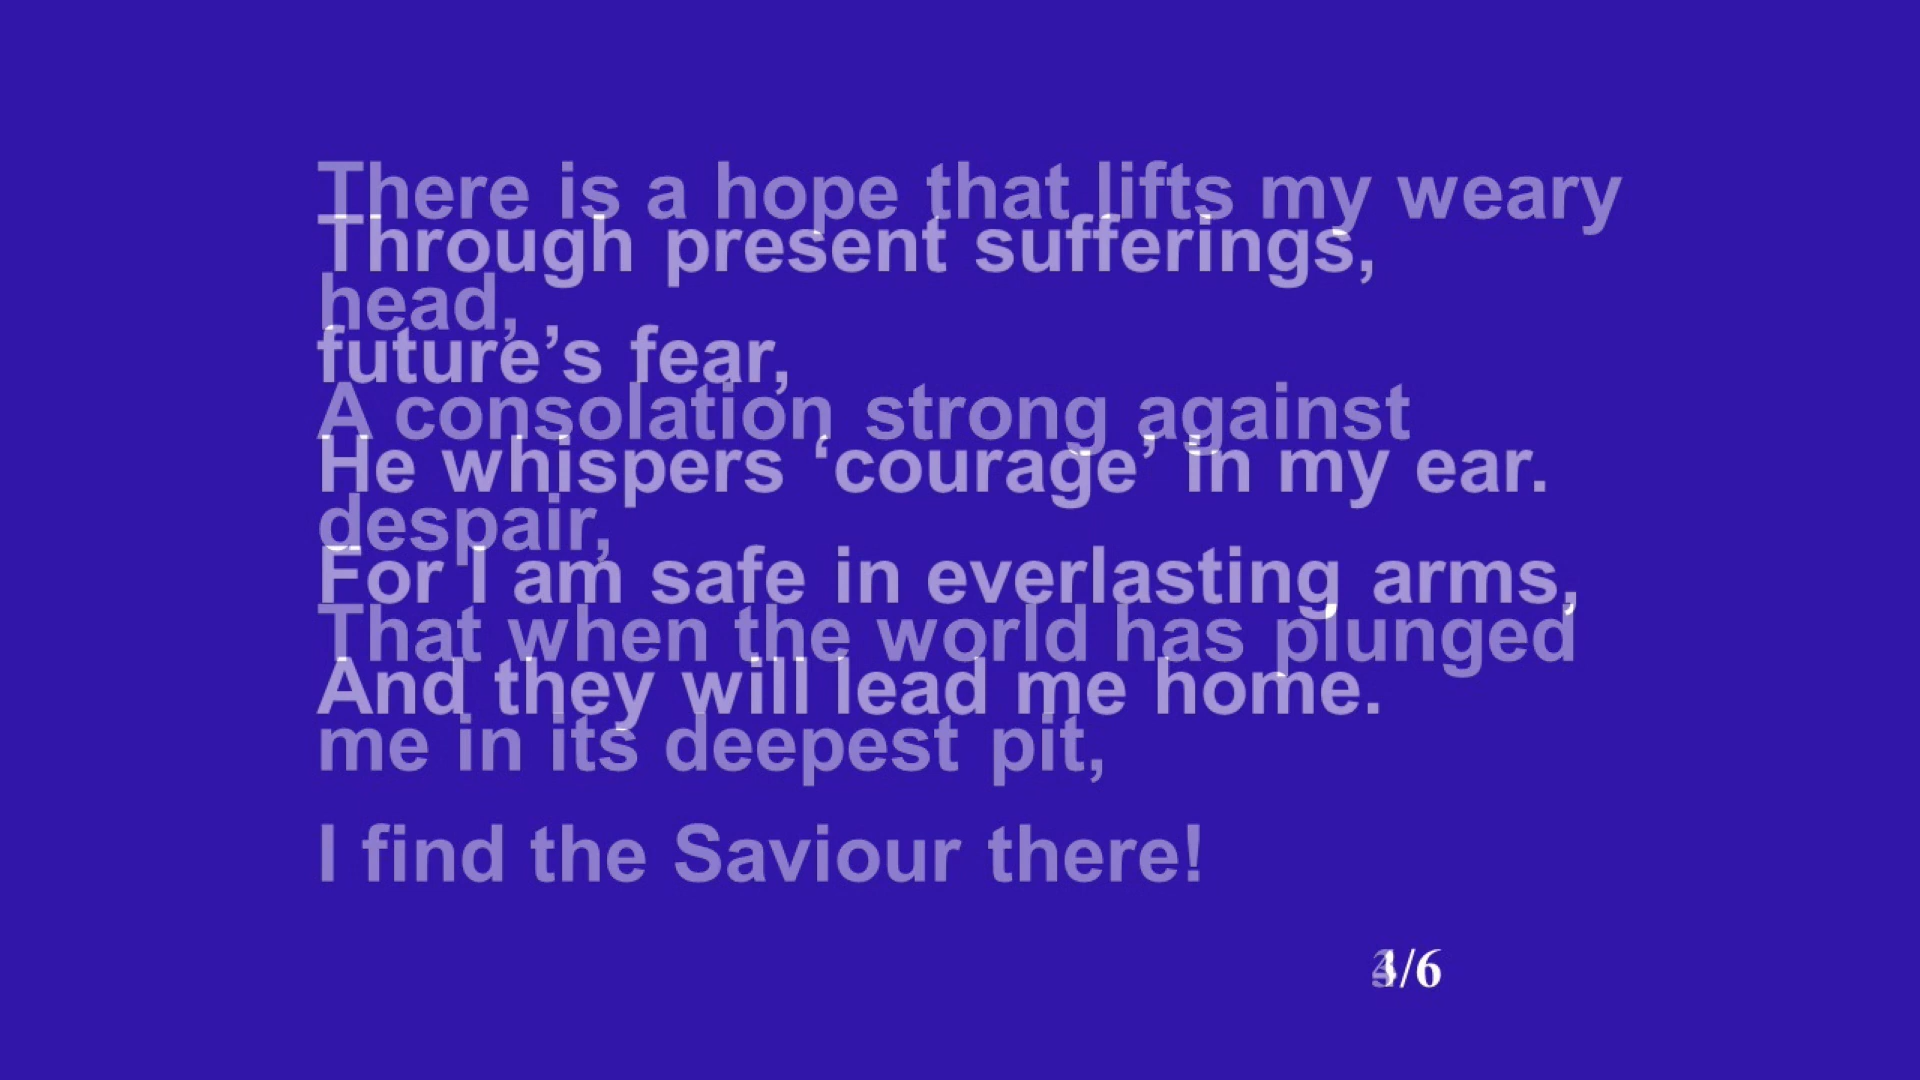 There is a hope that lifts my weary
Through present sufferings,
head,
future’s fear,
A consolation strong against
He whispers ‘courage’ in my ear.
despair,
For I am safe in everlasting arms,
That when the world has plunged
And they will lead me home.
me in its deepest pit,
I find the Saviour there!
/6